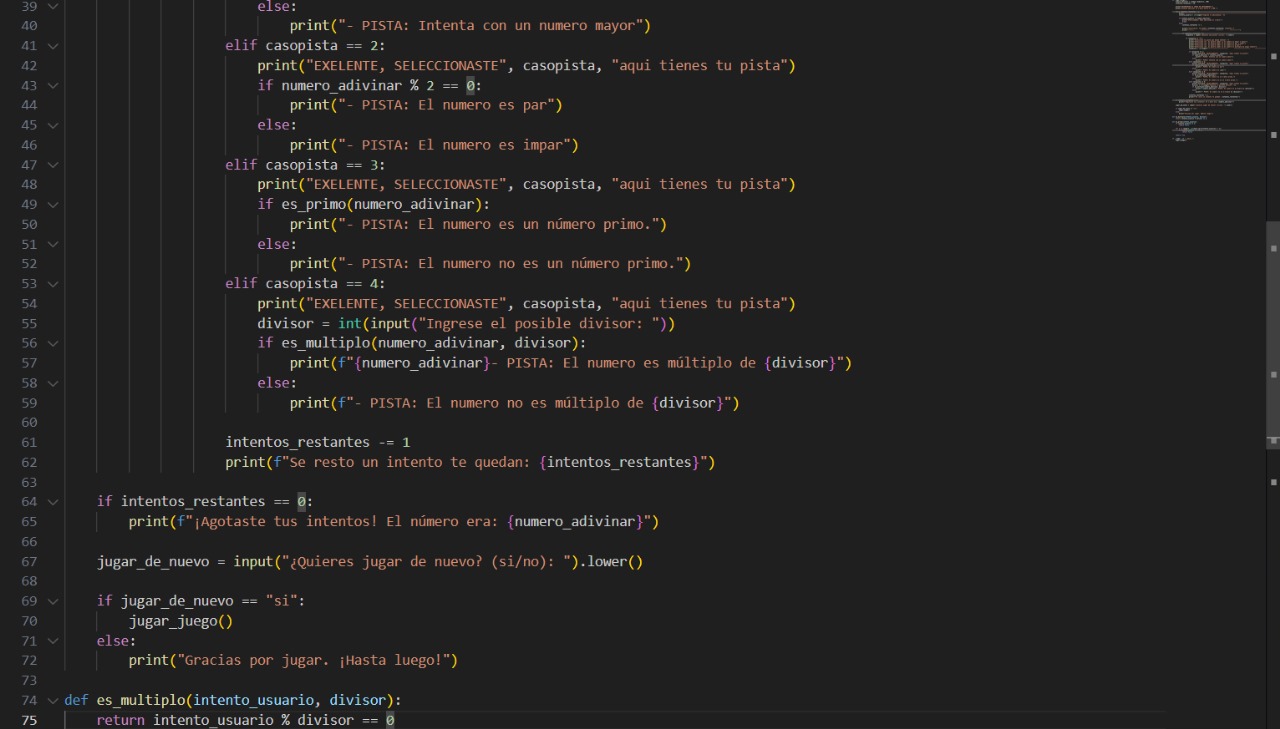 39 else:
40 print("- PISTA: Intenta con un numero mayor")
41 elif casopista == 2:
42 print("EXELENTE, SELECCIONASTE", casopista, "aqui tienes tu pista")
43 if numero_adivinar % 2 == 0:
44 print("- PISTA: El numero es par")
45 else:
46 print("- PISTA: El numero es impar")
47 elif casopista == 3:
48 print("EXELENTE, SELECCIONASTE", casopista, "aqui tienes tu pista")
49 if es_primo(numero_adivinar):
50 print("- PISTA: El numero es un número primo.")
51 else:
52 print("- PISTA: El numero no es un número primo.")
53 elif casopista == 4:
54 print("EXELENTE, SELECCIONASTE", casopista, "aqui tienes tu pista")
55 divisor = int(input("Ingrese el posible divisor: "))
56 if es_multiplo(numero_adivinar, divisor):
57 print(f"{numero_adivinar}- PISTA: El numero es múltiplo de {divisor}")
58 else:
59 print(f"- PISTA: El numero no es múltiplo de {divisor}")
60
61 intentos_restantes -= 1
62 print(f"Se resto un intento te quedan: {intentos_restantes}")
63
64 if intentos_restantes == 0:
65 print(f"¡Agotaste tus intentos! El número era: {numero_adivinar}")
66
67 jugar_de_nuevo = input("¿Quieres jugar de nuevo? (si/no): ").lower()
68
69 if jugar_de_nuevo == "si":
70 jugar_juego()
71 else:
72 print("Gracias por jugar. ¡Hasta luego!")
73
74 def es_multiplo(intento_usuario, divisor):
75 return intento_usuario % divisor == 0